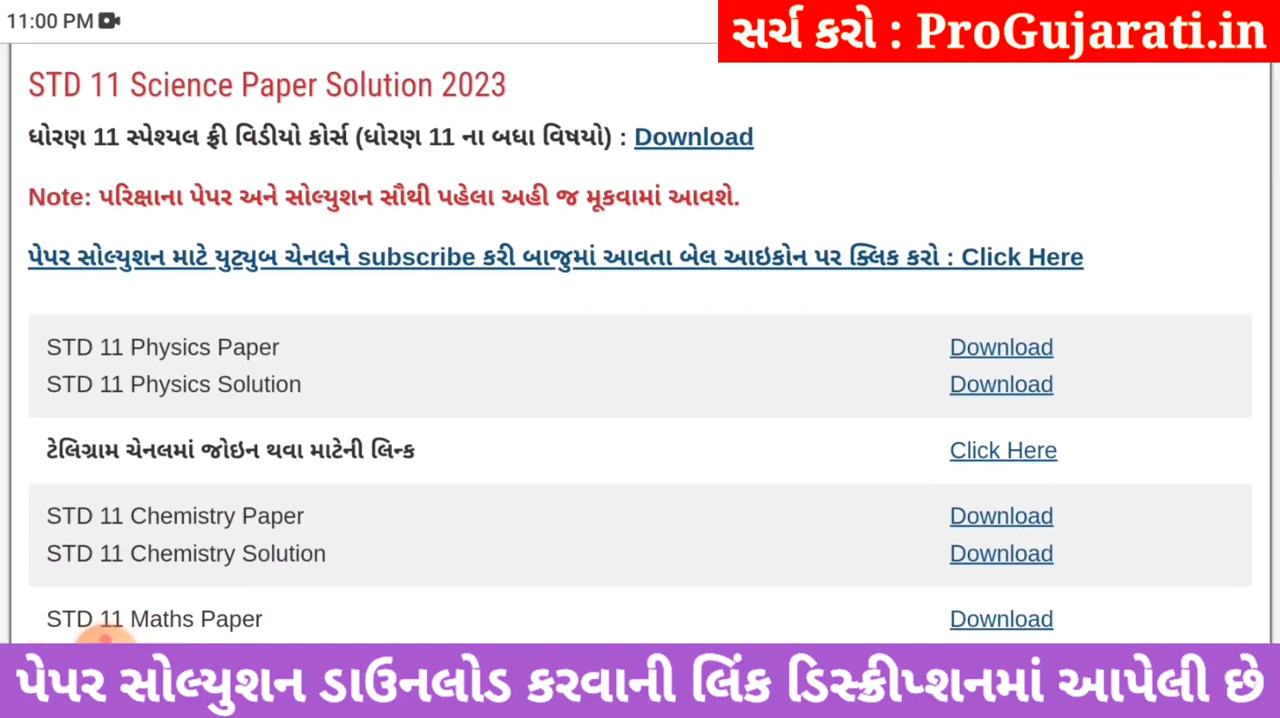 11:00 PM
સર્ચ કરો : ProGujarati.in
STD 11 Science Paper Solution 2023
ધોરણ 11 સ્પેશ્યલ ફ્રી વિડીયો કોર્સ (ધોરણ 11 ના બધા વિષયો) : Download
Note: પરિક્ષાના પેપર અને સોલ્યુશન સૌથી પહેલા અહી જ મૂકવામાં આવશે.
પેપર સોલ્યુશન માટે યુટ્યુબ ચેનલને subscribe કરી બાજુમાં આવતા બેલ આઇકોન પર ક્લિક કરો : Click Here
STD 11 Physics Paper Download
STD 11 Physics Solution Download
ટેલિગ્રામ ચેનલમાં જોઇન થવા માટેની લિન્ક Click Here
STD 11 Chemistry Paper Download
STD 11 Chemistry Solution Download
STD 11 Maths Paper Download
પેપર સોલ્યુશન ડાઉનલોડ કરવાની લિંક ડિસ્ક્રીપ્શનમાં આપેલી છે